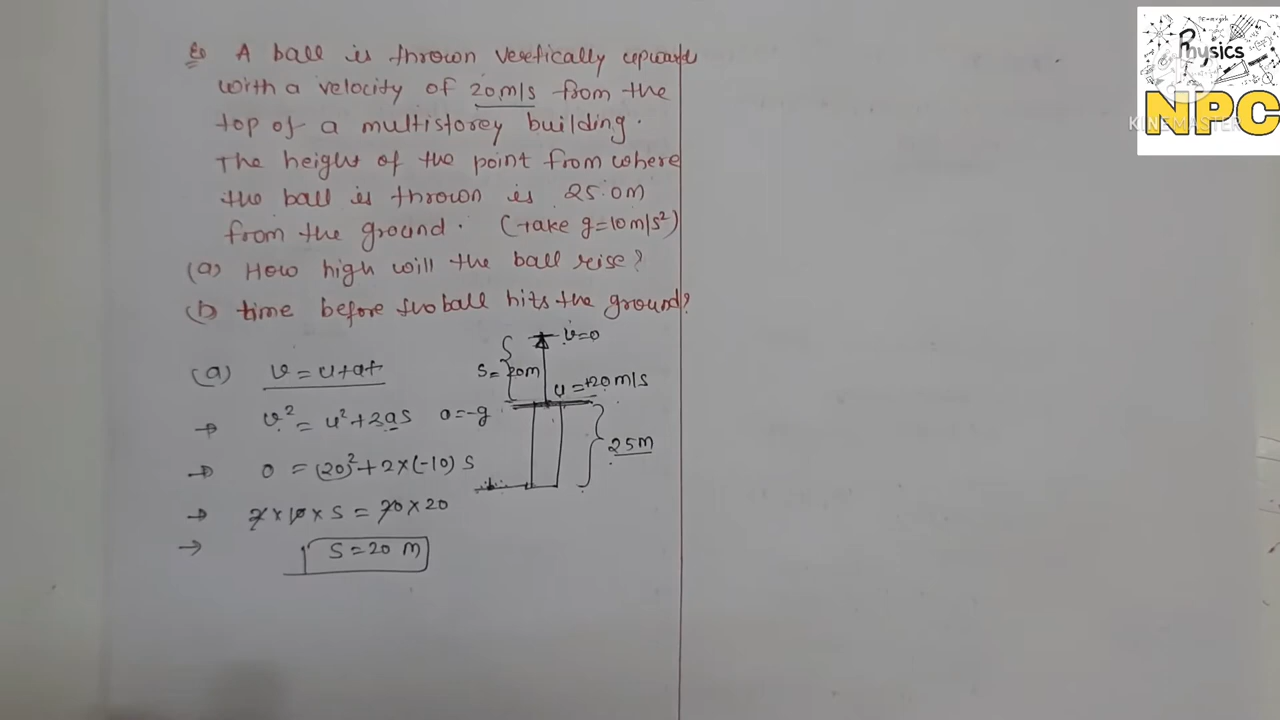 Ex A ball is thrown vertically upwards
with a velocity of 20m/s from the
top of a multistorey building.
The height of the point from where
the ball is thrown is 25.0m
from the ground. (take g=10m/s²)
(a) How high will the ball rise?
(b) time before the ball hits the ground?
(a) v = u+at
→ v² = u²+2as a=-g
→ 0 = (20)²+2×(-10) s
→ 2×10×s = 20×20
→ s=20 m
v=0
s=20m
u=+20m/s
25m
Physics
NPC
KINEMASTER